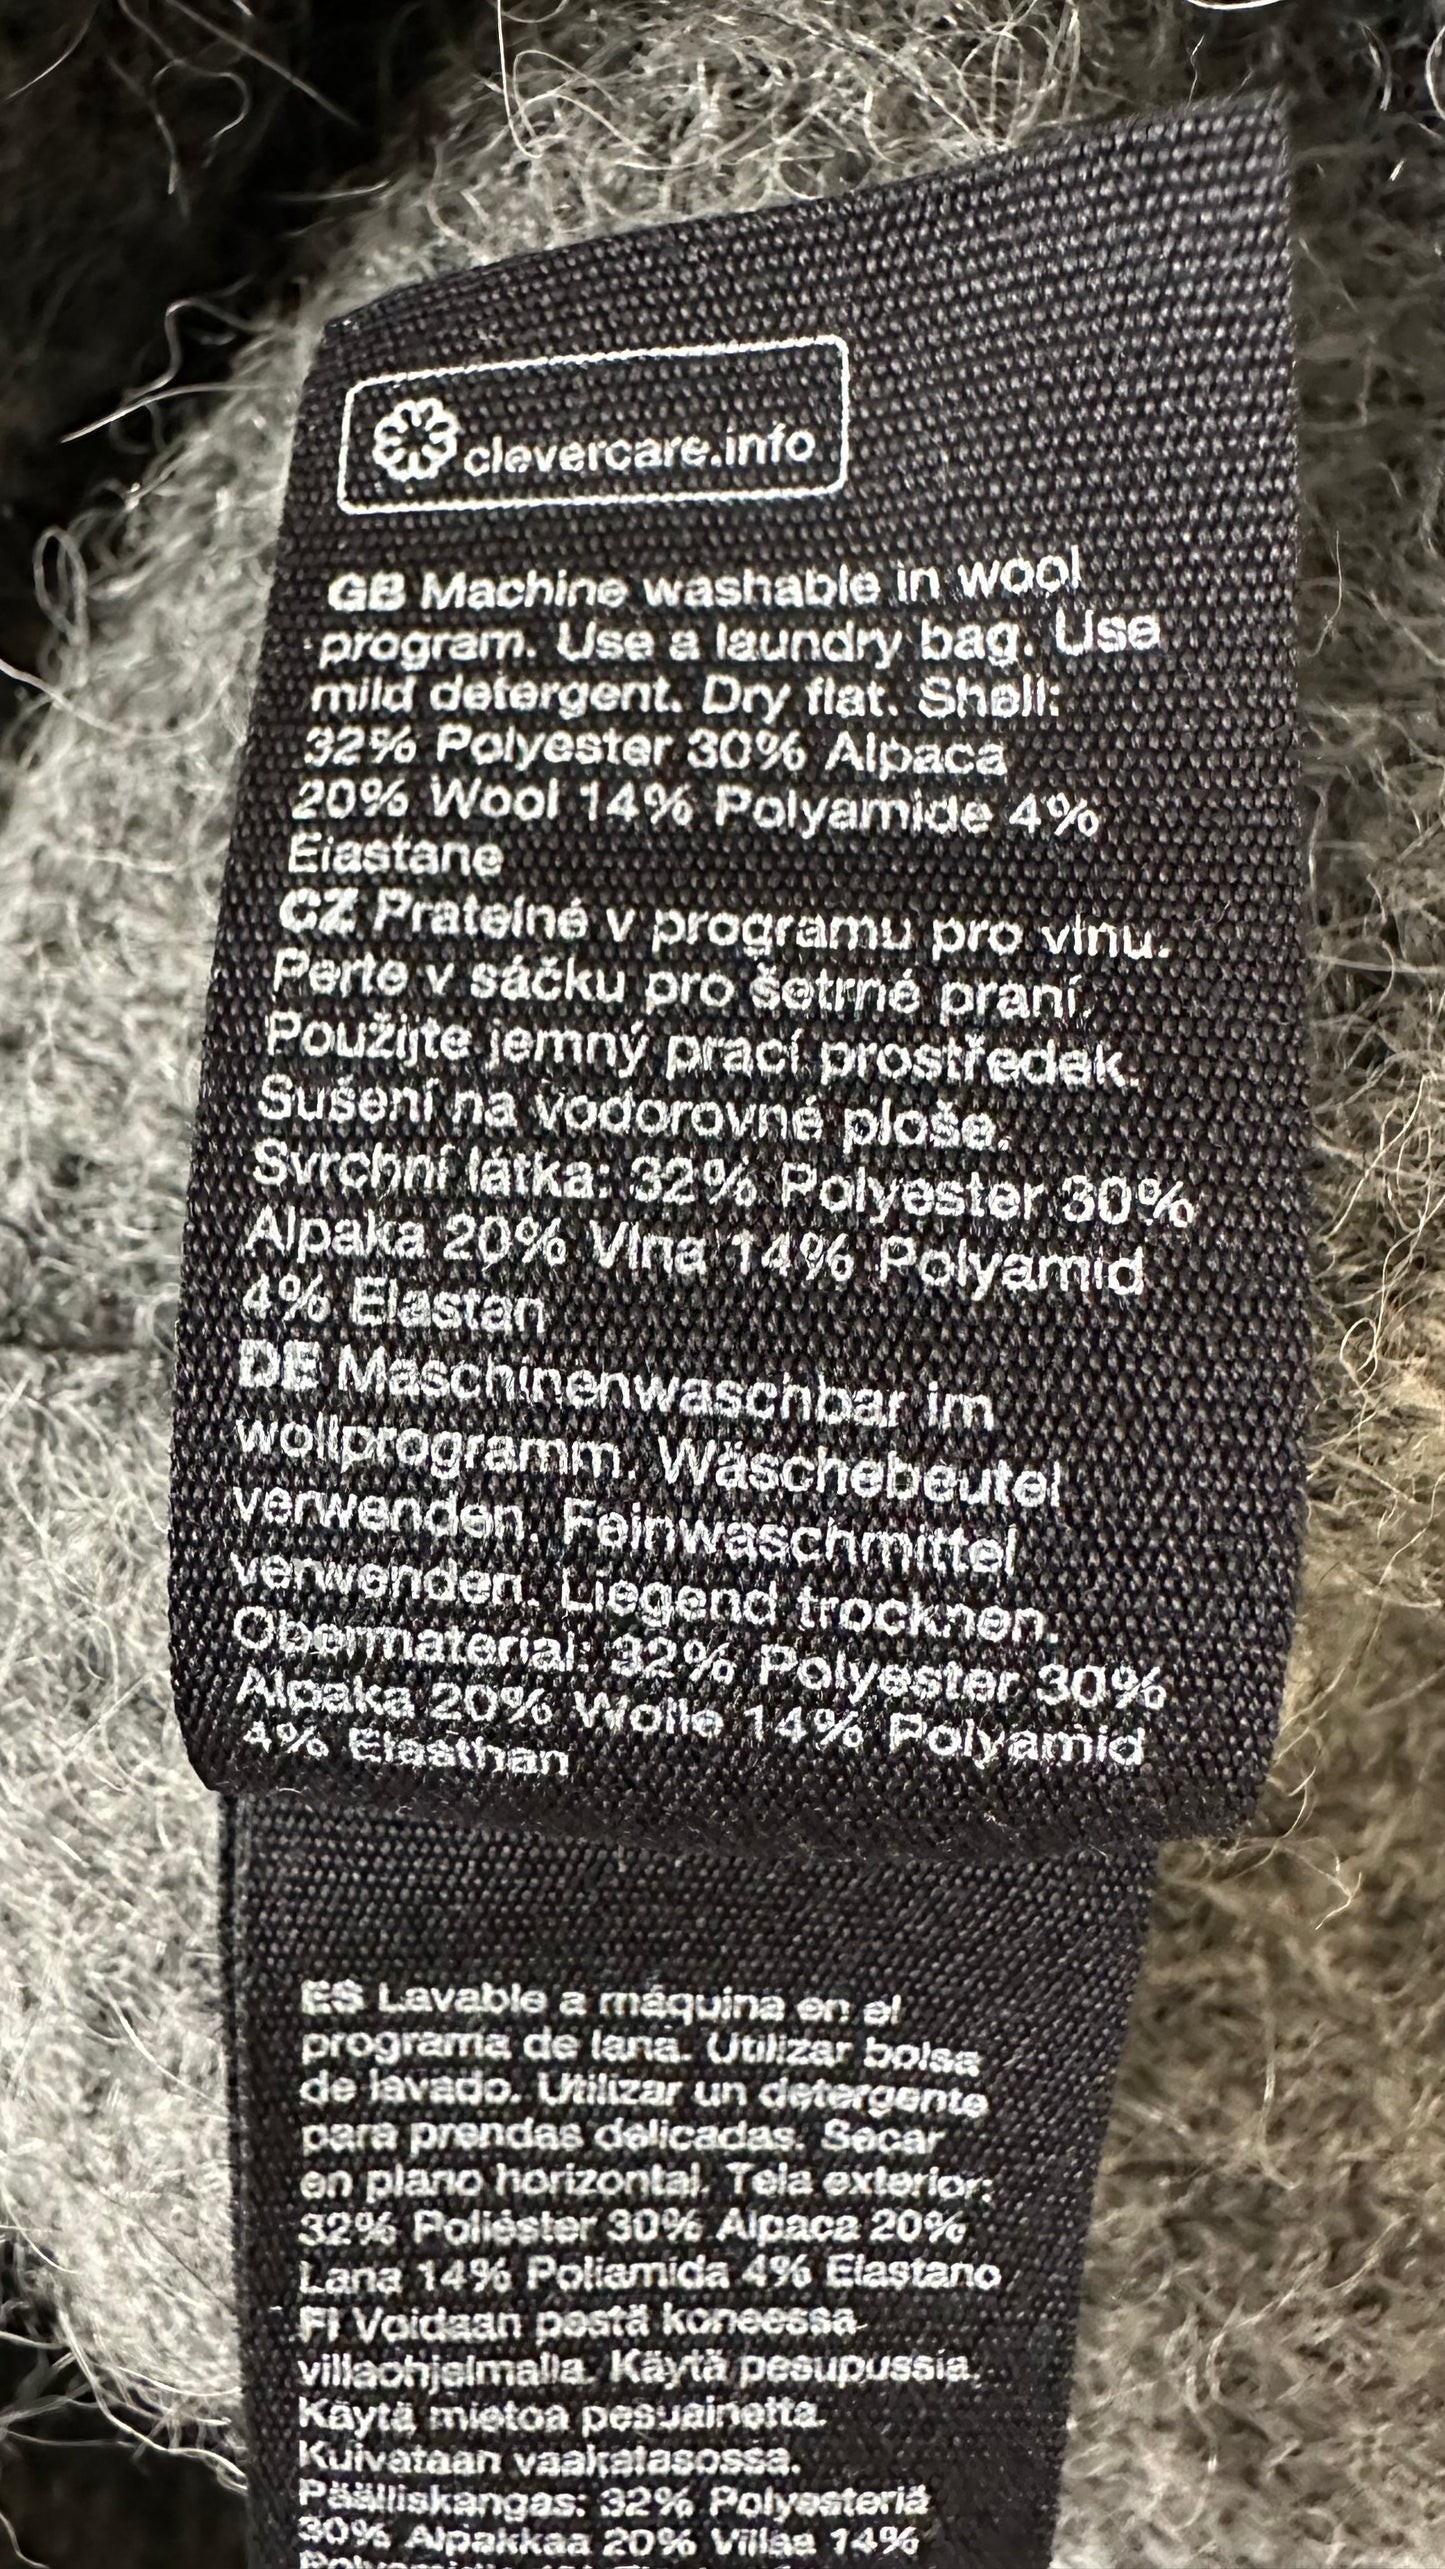 clevercare.info
GB Machine washable in wool
program. Use a laundry bag. Use
mild detergent. Dry flat. Shell:
32% Polyester 30% Alpaca
20% Wool 14% Polyamide 4%
Elastane
CZ Pratelné v programu pro vlnu.
Perte v sáčku pro šetrné praní.
Použijte jemný prací prostředek.
Sušení na vodorovné ploše.
Svrchní látka: 32% Polyester 30%
Alpaka 20% Vlna 14% Polyamid
4% Elastan
DE Maschinenwaschbar im
wollprogramm. Wäschebeutel
verwenden. Feinwaschmittel
verwenden. Liegend trocknen.
Obermaterial: 32% Polyester 30%
Alpaka 20% Wolle 14% Polyamid
4% Elasthan
ES Lavable a máquina en el
programa de lana. Utilizar bolsa
de lavado. Utilizar un detergente
para prendas delicadas. Secar
en plano horizontal. Tela exterior:
32% Poliéster 30% Alpaca 20%
Lana 14% Poliamida 4% Elastano
FI Voidaan pestä koneessa
villaohjelmalla. Käytä pesupussia.
Käytä mietoa pesuainetta.
Kuivataan vaakatasossa.
Päälliskangas: 32% Polyesteriä
30% Alpakkaa 20% Villaa 14%